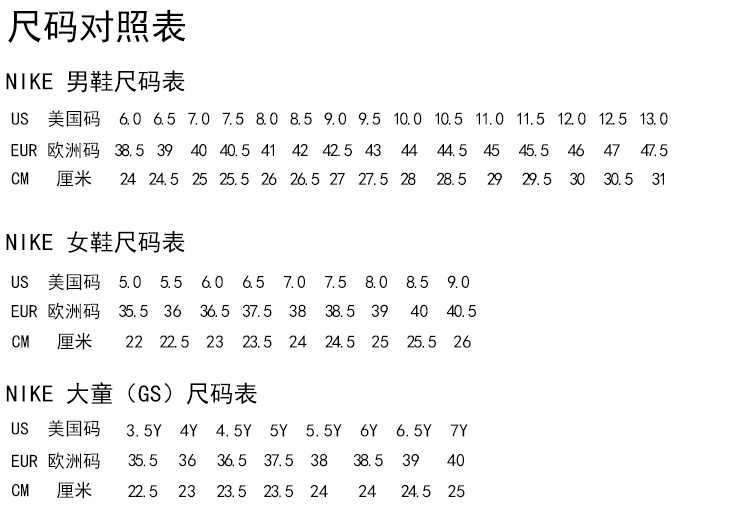 尺码对照表
NIKE 男鞋尺码表
US 美国码 6.0 6.5 7.0 7.5 8.0 8.5 9.0 9.5 10.0 10.5 11.0 11.5 12.0 12.5 13.0
EUR 欧洲码 38.5 39 40 40.5 41 42 42.5 43 44 44.5 45 45.5 46 47 47.5
CM 厘米 24 24.5 25 25.5 26 26.5 27 27.5 28 28.5 29 29.5 30 30.5 31
NIKE 女鞋尺码表
US 美国码 5.0 5.5 6.0 6.5 7.0 7.5 8.0 8.5 9.0
EUR 欧洲码 35.5 36 36.5 37.5 38 38.5 39 40 40.5
CM 厘米 22 22.5 23 23.5 24 24.5 25 25.5 26
NIKE 大童（GS）尺码表
US 美国码 3.5Y 4Y 4.5Y 5Y 5.5Y 6Y 6.5Y 7Y
EUR 欧洲码 35.5 36 36.5 37.5 38 38.5 39 40
CM 厘米 22.5 23 23.5 23.5 24 24 24.5 25